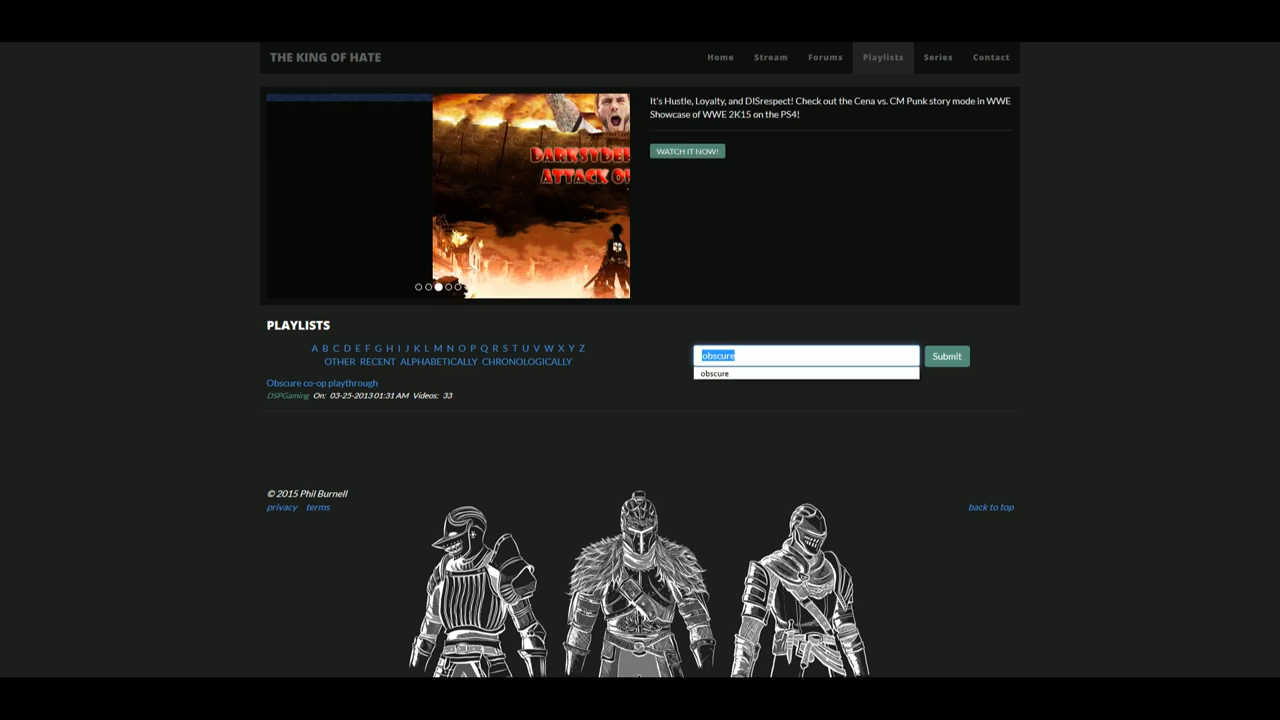 THE KING OF HATE
Home Stream Forums Playlists Series Contact
It's Hustle, Loyalty, and DISrespect! Check out the Cena vs. CM Punk story mode in WWE
Showcase of WWE 2K15 on the PS4!
WATCH IT NOW!
DARKSYDE
ATTACK O
PLAYLISTS
A B C D E F G H I J K L M N O P Q R S T U V W X Y Z
OTHER RECENT ALPHABETICALLY CHRONOLOGICALLY
obscure
Submit
obscure
Obscure co-op playthrough
DSPGaming On: 03-25-2013 01:31 AM Videos: 33
© 2015 Phil Burnell
privacy terms
back to top